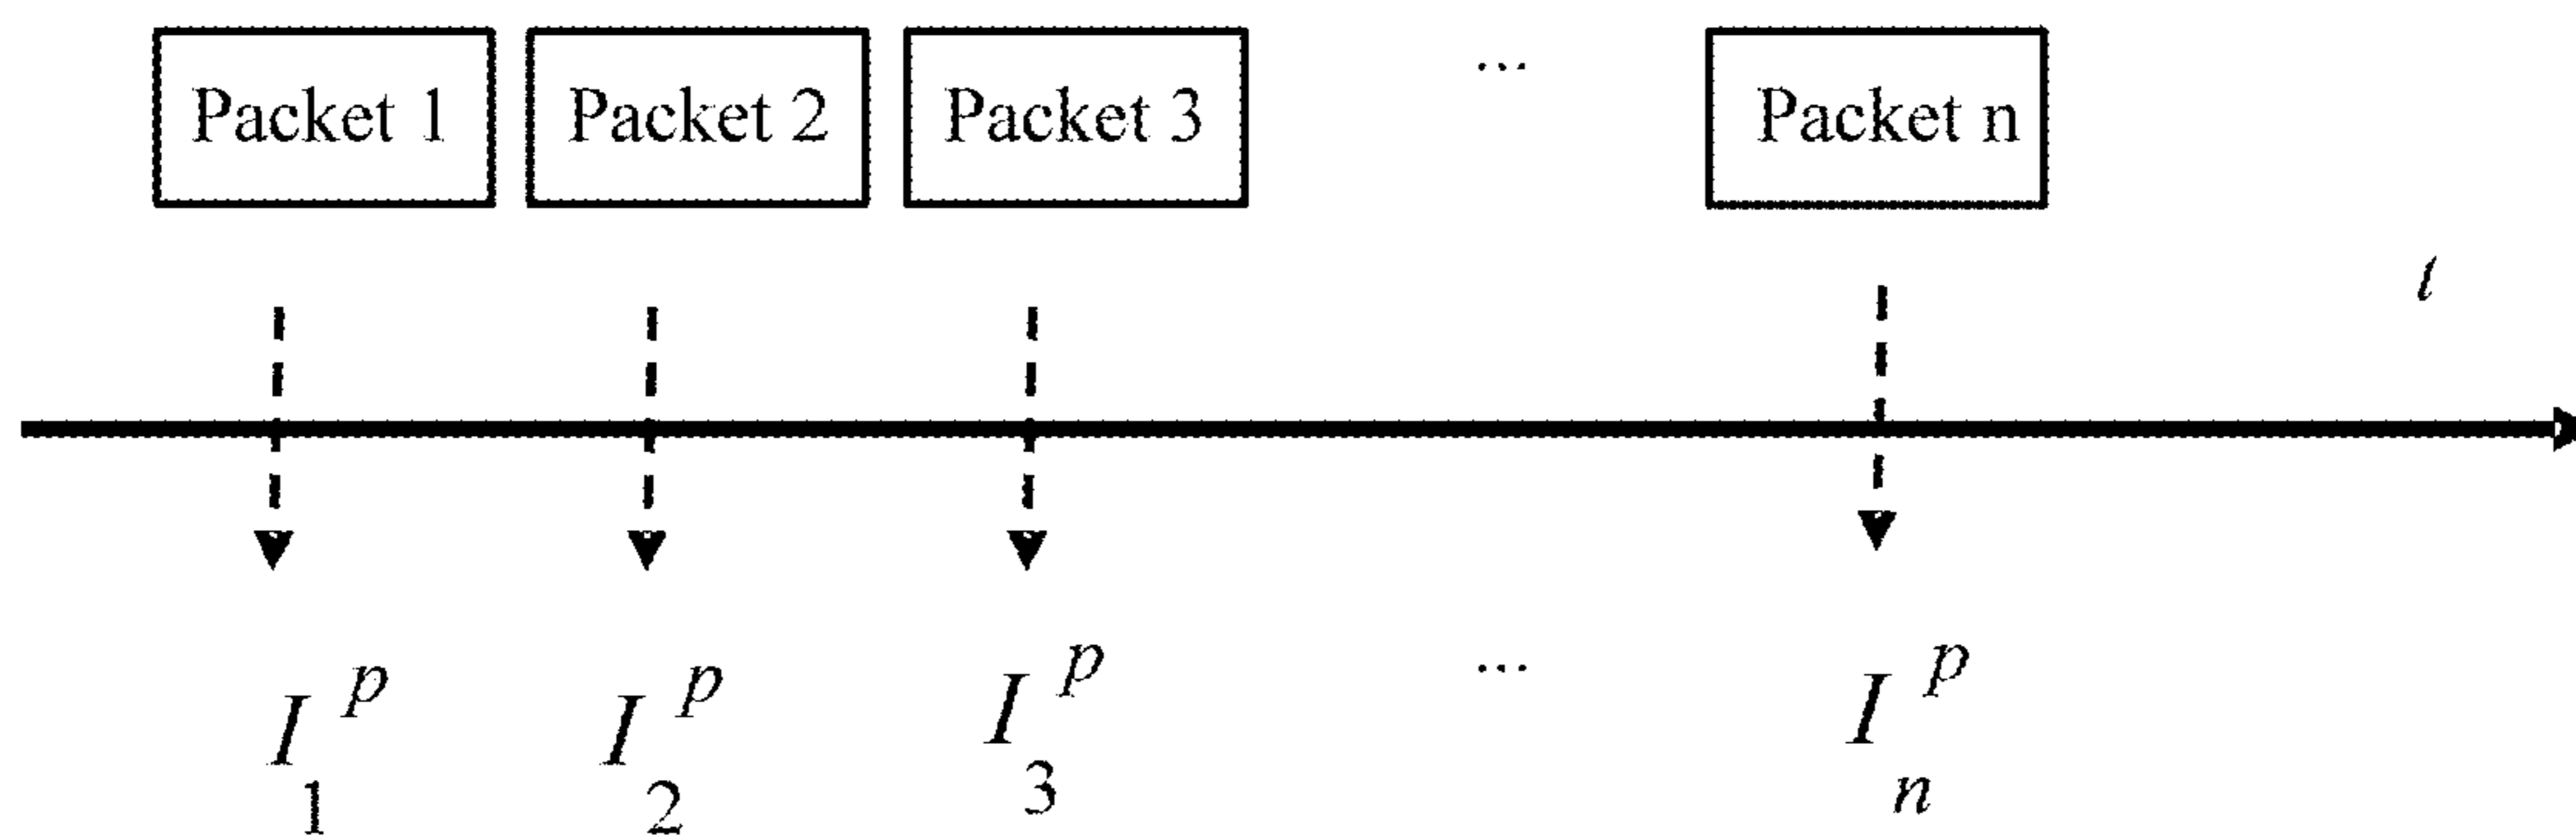 Packet 1 Packet 2 Packet 3 ... Packet n
t
I_1^p I_2^p I_3^p ... I_n^p